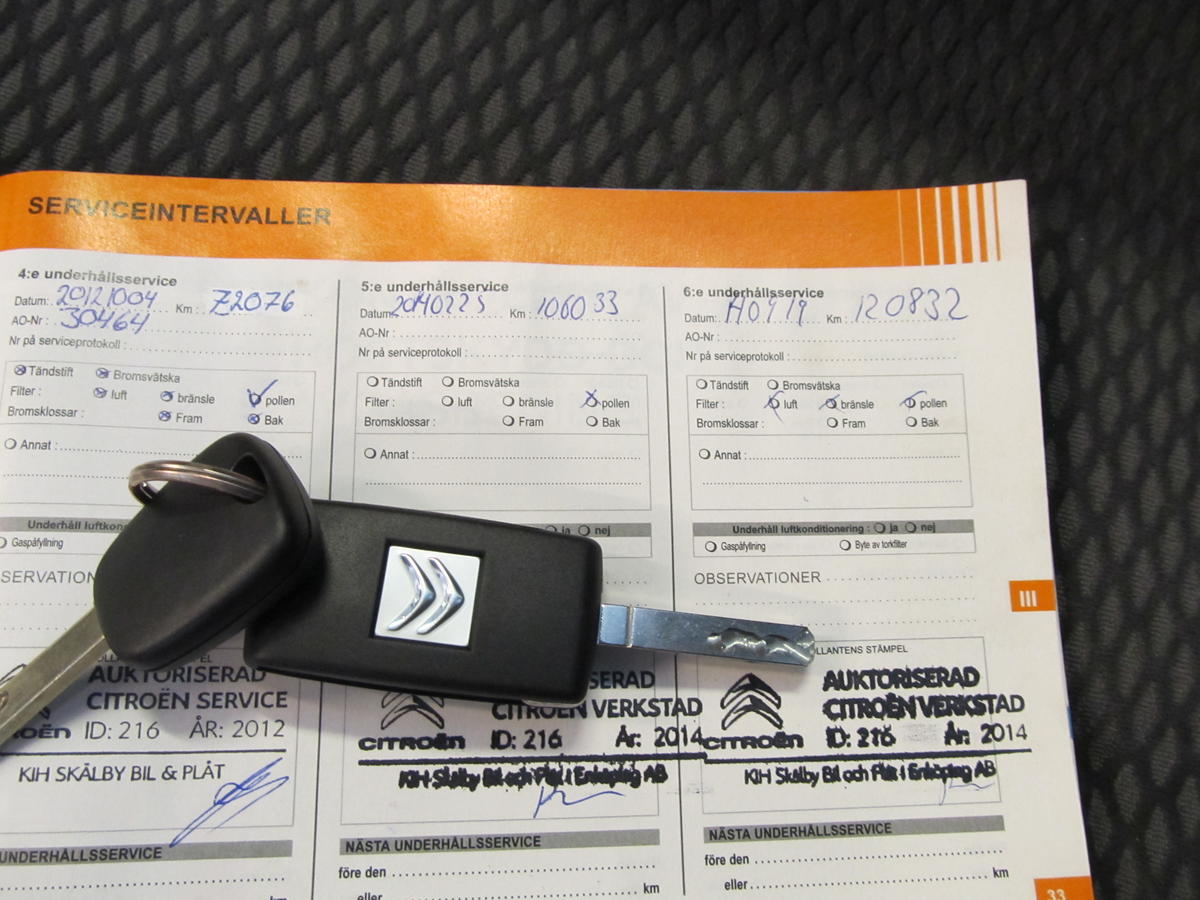 SERVICEINTERVALLER
4:e underhållsservice
Datum: 20121004 Km : 72076
AO-Nr : 30464
Nr på serviceprotokoll :
Tändstift Bromsvätska
Filter : luft bränsle pollen
Bromsklossar : Fram Bak
Annat :
Underhåll
Gaspåfyllning
AUKTORISERAD
CITROËN SERVICE
ID: 216 ÅR: 2012
KIH SKÅLBY BIL & PLÅT
UNDERHÅLLSSERVICE
5:e underhållsservice
Datum: 20140225 Km : 106033
AO-Nr :
Nr på serviceprotokoll :
Tändstift Bromsvätska
Filter : luft bränsle pollen
Bromsklossar : Fram Bak
Annat :
ja nej
CITROËN VERKSTAD
CITROËN ID: 216 År: 2014
KIH Skålby Bil och Plåt i Enköping AB
NÄSTA UNDERHÅLLSSERVICE
före den
eller km
6:e underhållsservice
Datum: 140919 Km : 120832
AO-Nr :
Nr på serviceprotokoll :
Tändstift Bromsvätska
Filter : luft bränsle pollen
Bromsklossar : Fram Bak
Annat :
Underhåll luftkonditionering : ja nej
Gaspåfyllning Byte av torkfilter
OBSERVATIONER
III
STÄMPEL
AUKTORISERAD
CITROËN VERKSTAD
CITROËN ID: 216 År: 2014
KIH Skålby Bil och Plåt i Enköping AB
NÄSTA UNDERHÅLLSSERVICE
före den km
eller
33